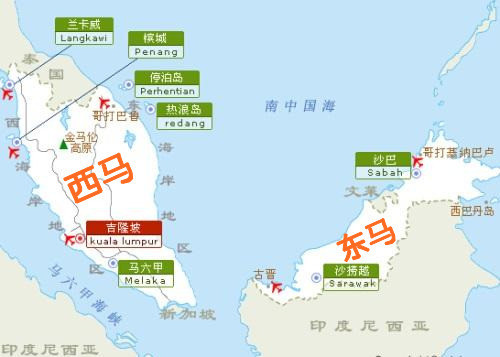 兰卡威
Langkawi
槟城
Penang
泰国
停泊岛
Perhentian
热浪岛
redang
哥打巴鲁
金马伦
高原
西海岸地区
东海岸地区
西马
南中国海
沙巴
Sabah
哥打基纳巴卢
文莱
西巴丹岛
东马
吉隆坡
kuala lumpur
马六甲
Melaka
古晋
沙捞越
Sarawak
马六甲海峡
新加坡
印度尼西亚
印度尼西亚